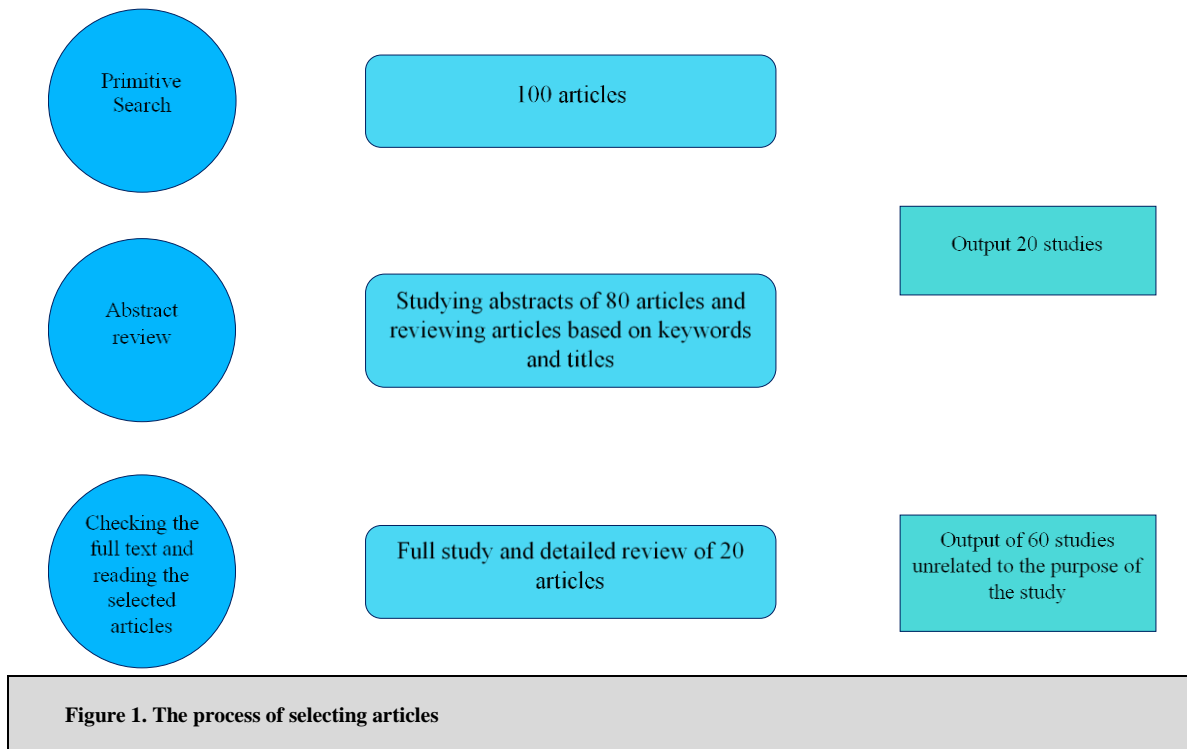 Primitive
Search
100 articles
Output 20 studies
Abstract
review
Studying abstracts of 80 articles and
reviewing articles based on keywords
and titles
Checking the
full text and
reading the
selected
articles
Full study and detailed review of 20
articles
Output of 60 studies
unrelated to the purpose of
the study
Figure 1. The process of selecting articles